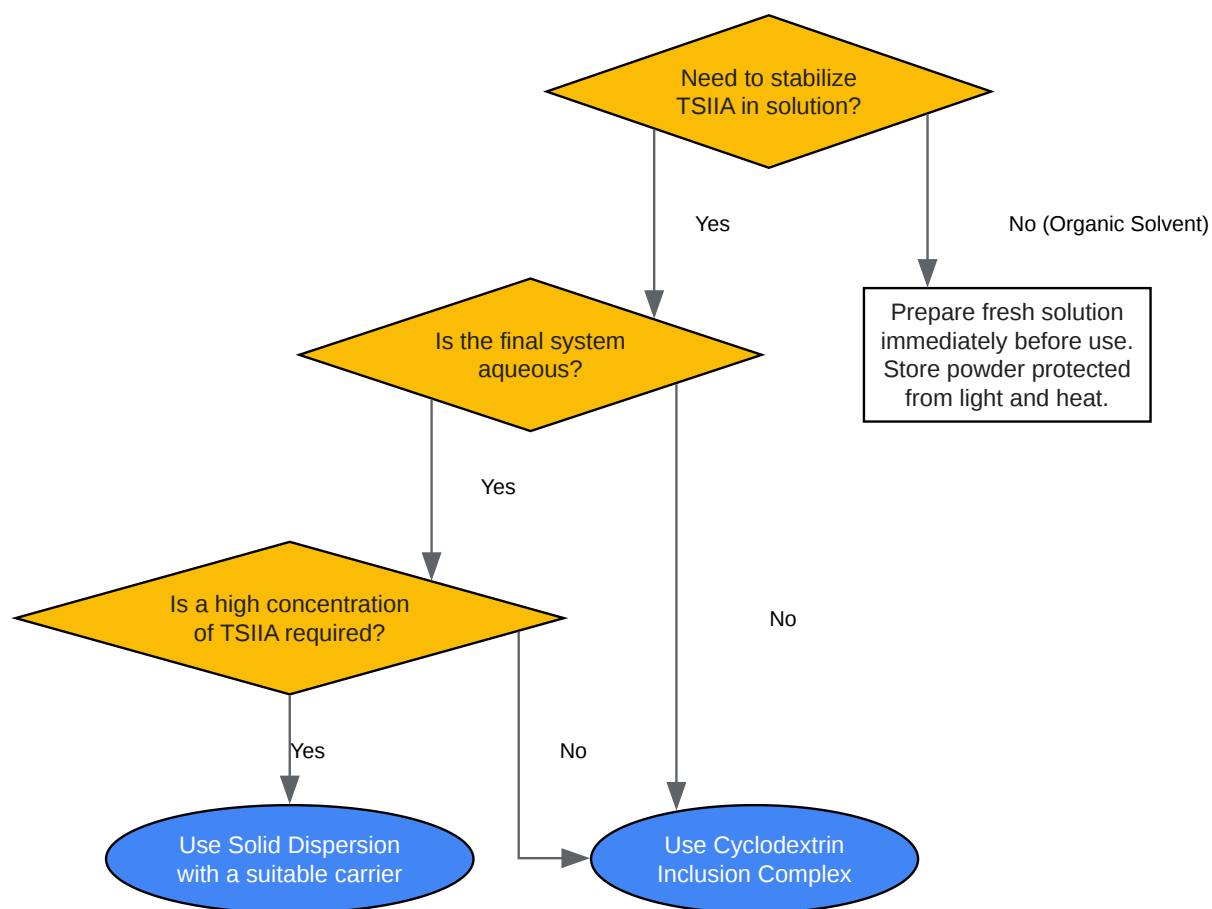 Need to stabilize
TSIIA in solution?
Yes
No (Organic Solvent)
Prepare fresh solution
immediately before use.
Store powder protected
from light and heat.
Is the final system
aqueous?
Yes
No
Is a high concentration
of TSIIA required?
Yes
No
Use Solid Dispersion
with a suitable carrier
Use Cyclodextrin
Inclusion Complex